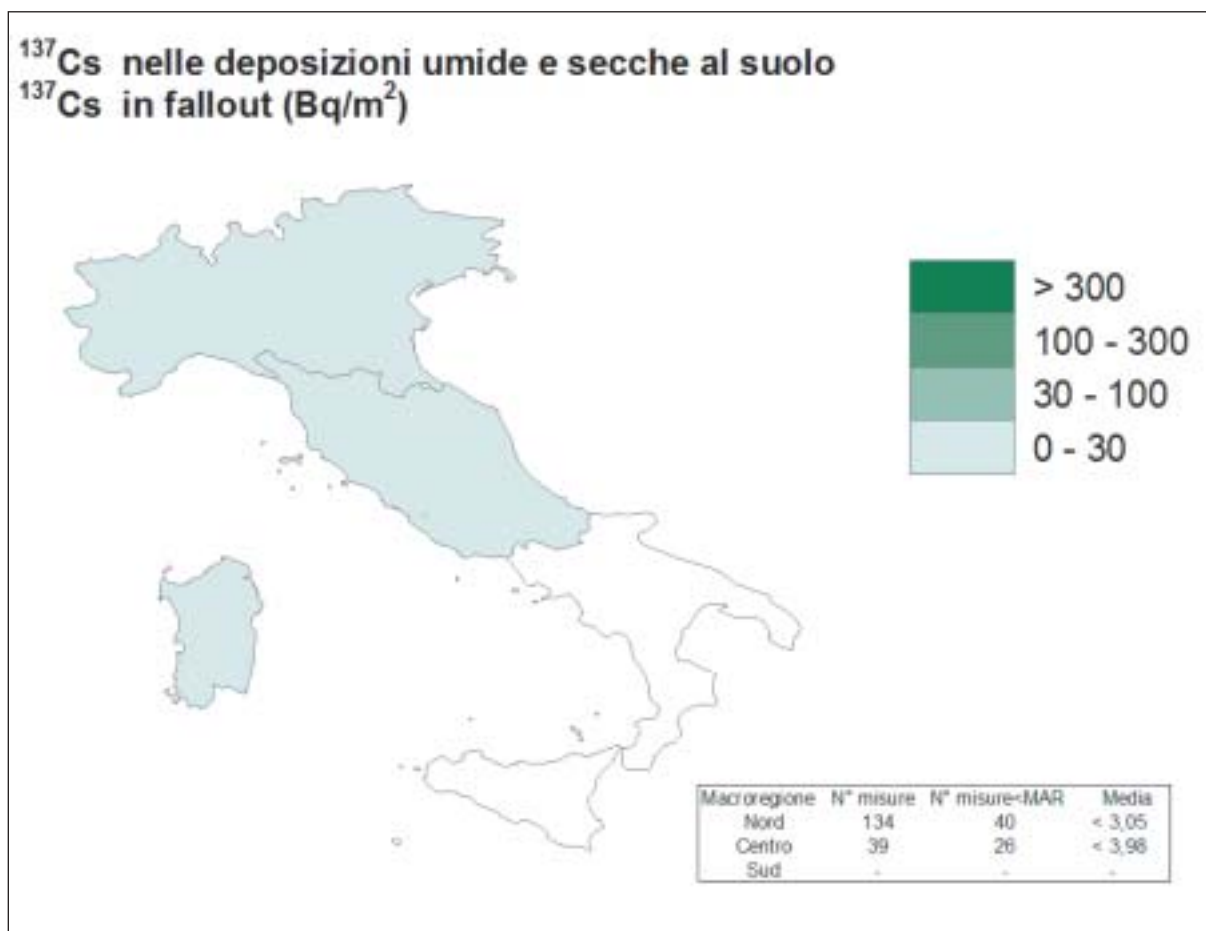 137Cs nelle deposizioni umide e secche al suolo
137Cs in fallout (Bq/m2)
> 300
100 - 300
30 - 100
0 - 30
Macroregione N° misure N° misure<MAR Media
Nord 134 40 < 3,05
Centro 39 26 < 3,98
Sud - - -